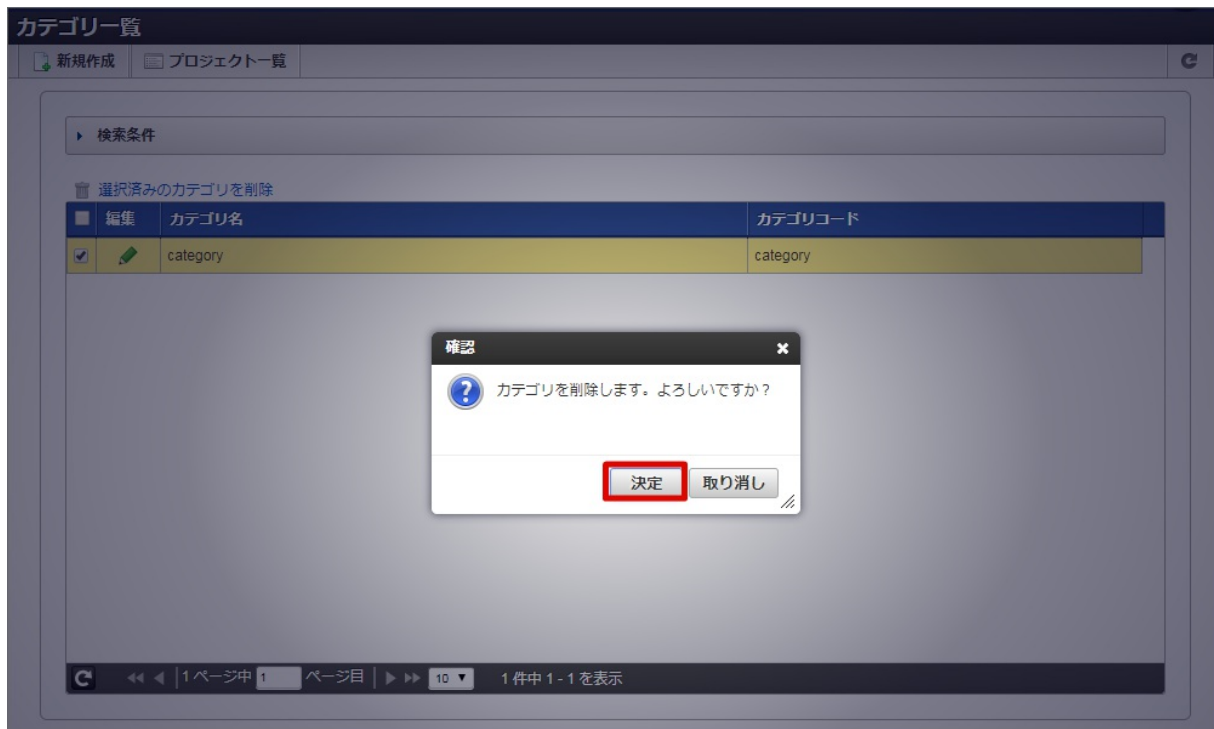 カテゴリ一覧
新規作成 プロジェクト一覧
検索条件
選択済みのカテゴリを削除
編集 カテゴリ名 カテゴリコード
category category
確認
カテゴリを削除します。よろしいですか？
決定 取り消し
1 ページ中 1 ページ目 10 1 件中 1 - 1 を表示